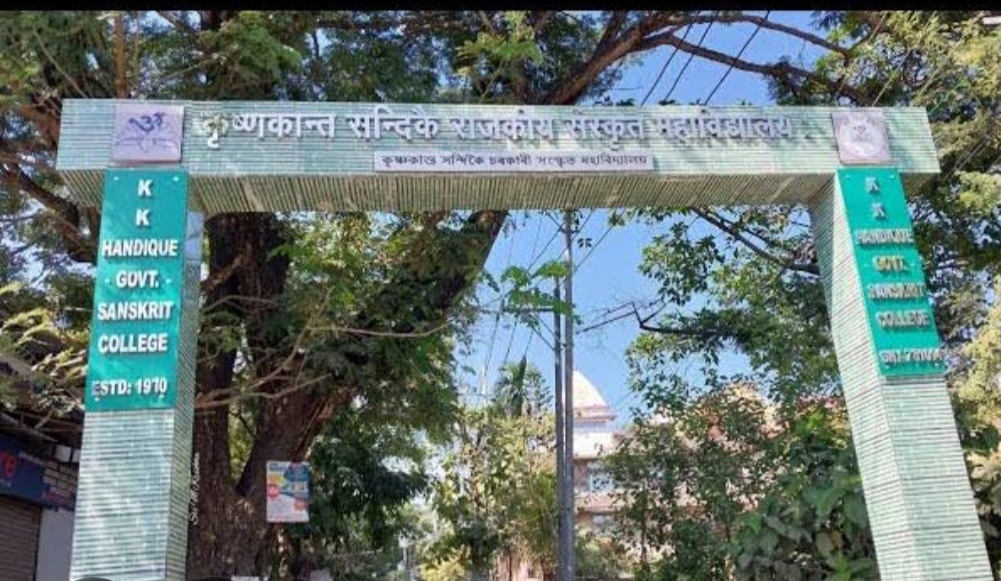 कृष्णकान्त सन्दिकै राजकीय संस्कृत महाविद्यालय
কৃষ্ণকান্ত সন্দিকৈ চৰকাৰী সংস্কৃত মহাবিদ্যালয়
K
K
HANDIQUE
GOVT.
SANSKRIT
COLLEGE
ESTD: 1910
K
K
HANDIQUE
GOVT.
SANSKRIT
COLLEGE